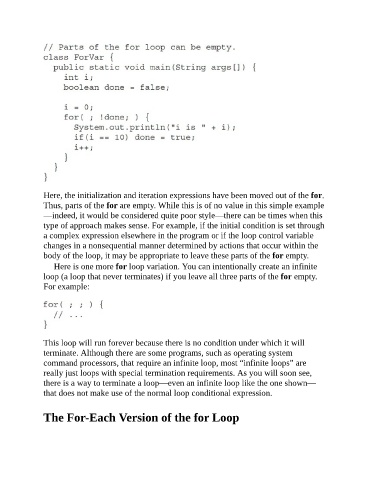 // Parts of the for loop can be empty.
class ForVar {
  public static void main(String args[]) {
    int i;
    boolean done = false;

    i = 0;
    for( ; !done; ) {
      System.out.println("i is " + i);
      if(i == 10) done = true;
      i++;
    }
  }
}
Here, the initialization and iteration expressions have been moved out of the for.
Thus, parts of the for are empty. While this is of no value in this simple example
—indeed, it would be considered quite poor style—there can be times when this
type of approach makes sense. For example, if the initial condition is set through
a complex expression elsewhere in the program or if the loop control variable
changes in a nonsequential manner determined by actions that occur within the
body of the loop, it may be appropriate to leave these parts of the for empty.
Here is one more for loop variation. You can intentionally create an infinite
loop (a loop that never terminates) if you leave all three parts of the for empty.
For example:
for( ; ; ) {
  // ...
}
This loop will run forever because there is no condition under which it will
terminate. Although there are some programs, such as operating system
command processors, that require an infinite loop, most “infinite loops” are
really just loops with special termination requirements. As you will soon see,
there is a way to terminate a loop—even an infinite loop like the one shown—
that does not make use of the normal loop conditional expression.
The For-Each Version of the for Loop